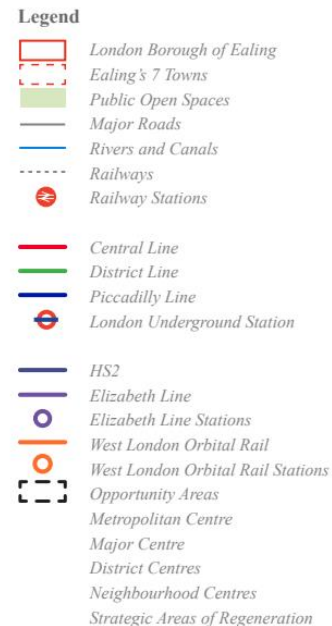 Legend
London Borough of Ealing
Ealing's 7 Towns
Public Open Spaces
Major Roads
Rivers and Canals
Railways
Railway Stations
Central Line
District Line
Piccadilly Line
London Underground Station
HS2
Elizabeth Line
Elizabeth Line Stations
West London Orbital Rail
West London Orbital Rail Stations
Opportunity Areas
Metropolitan Centre
Major Centre
District Centres
Neighbourhood Centres
Strategic Areas of Regeneration